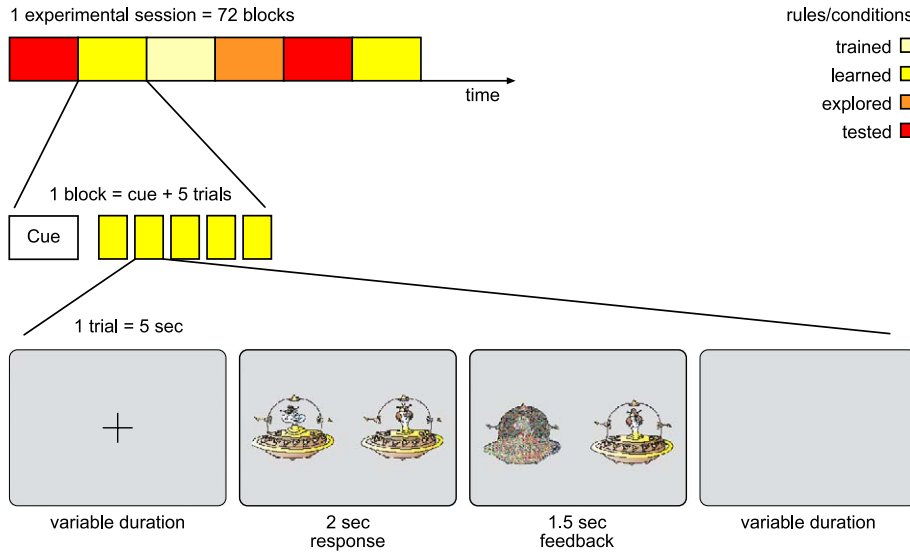 1 experimental session = 72 blocks
rules/conditions
trained
learned
explored
tested
time
1 block = cue + 5 trials
Cue
1 trial = 5 sec
variable duration
2 sec
response
1.5 sec
feedback
variable duration